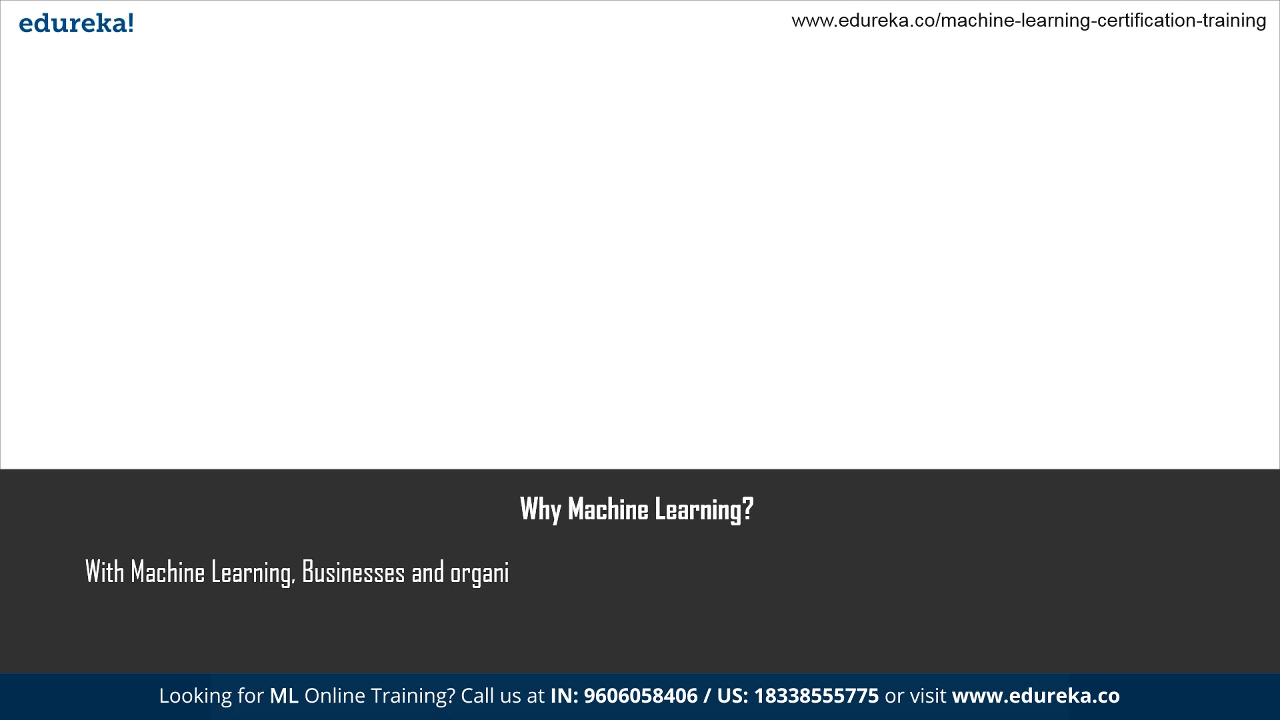 edureka!
www.edureka.co/machine-learning-certification-training
Why Machine Learning?
With Machine Learning, Businesses and organi
Looking for ML Online Training? Call us at IN: 9606058406 / US: 18338555775 or visit www.edureka.co